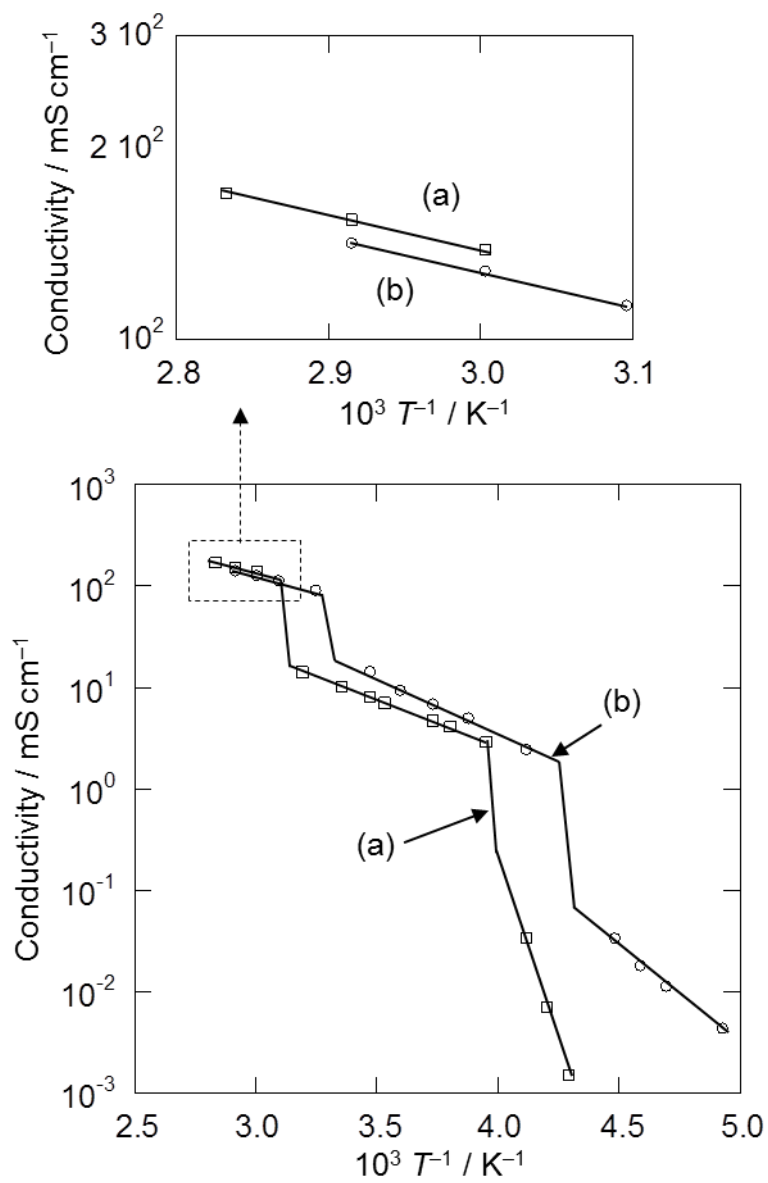 3 10²
2 10²
10²
Conductivity / mS cm⁻¹
(a)
(b)
2.8 2.9 3.0 3.1
10³ T⁻¹ / K⁻¹
10³
10²
10¹
10⁰
10⁻¹
10⁻²
10⁻³
Conductivity / mS cm⁻¹
(b)
(a)
2.5 3.0 3.5 4.0 4.5 5.0
10³ T⁻¹ / K⁻¹